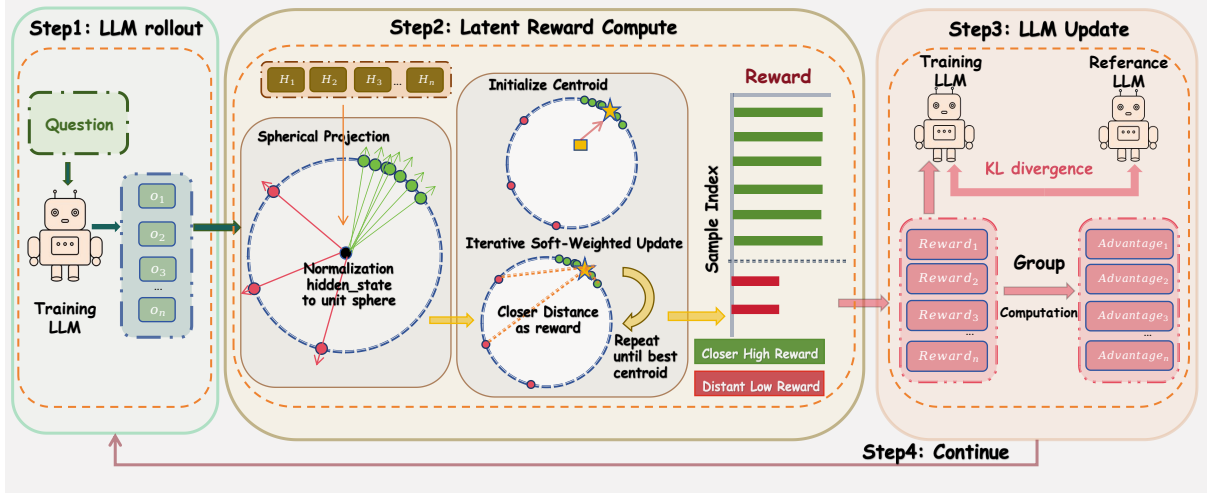 Step1: LLM rollout
Question
Training
LLM
o1
o2
o3
...
on
Step2: Latent Reward Compute
H1 H2 H3 ... Hn
Spherical Projection
Normalization
hidden_state
to unit sphere
Initialize Centroid
Iterative Soft-Weighted Update
Closer Distance
as reward
Repeat
until best
centroid
Reward
Sample Index
Closer High Reward
Distant Low Reward
Step3: LLM Update
Training
LLM
Referance
LLM
KL divergence
Reward1
Reward2
Reward3
...
Rewardn
Group
Computation
Advantage1
Advantage2
Advantage3
...
Advantagen
Step4: Continue